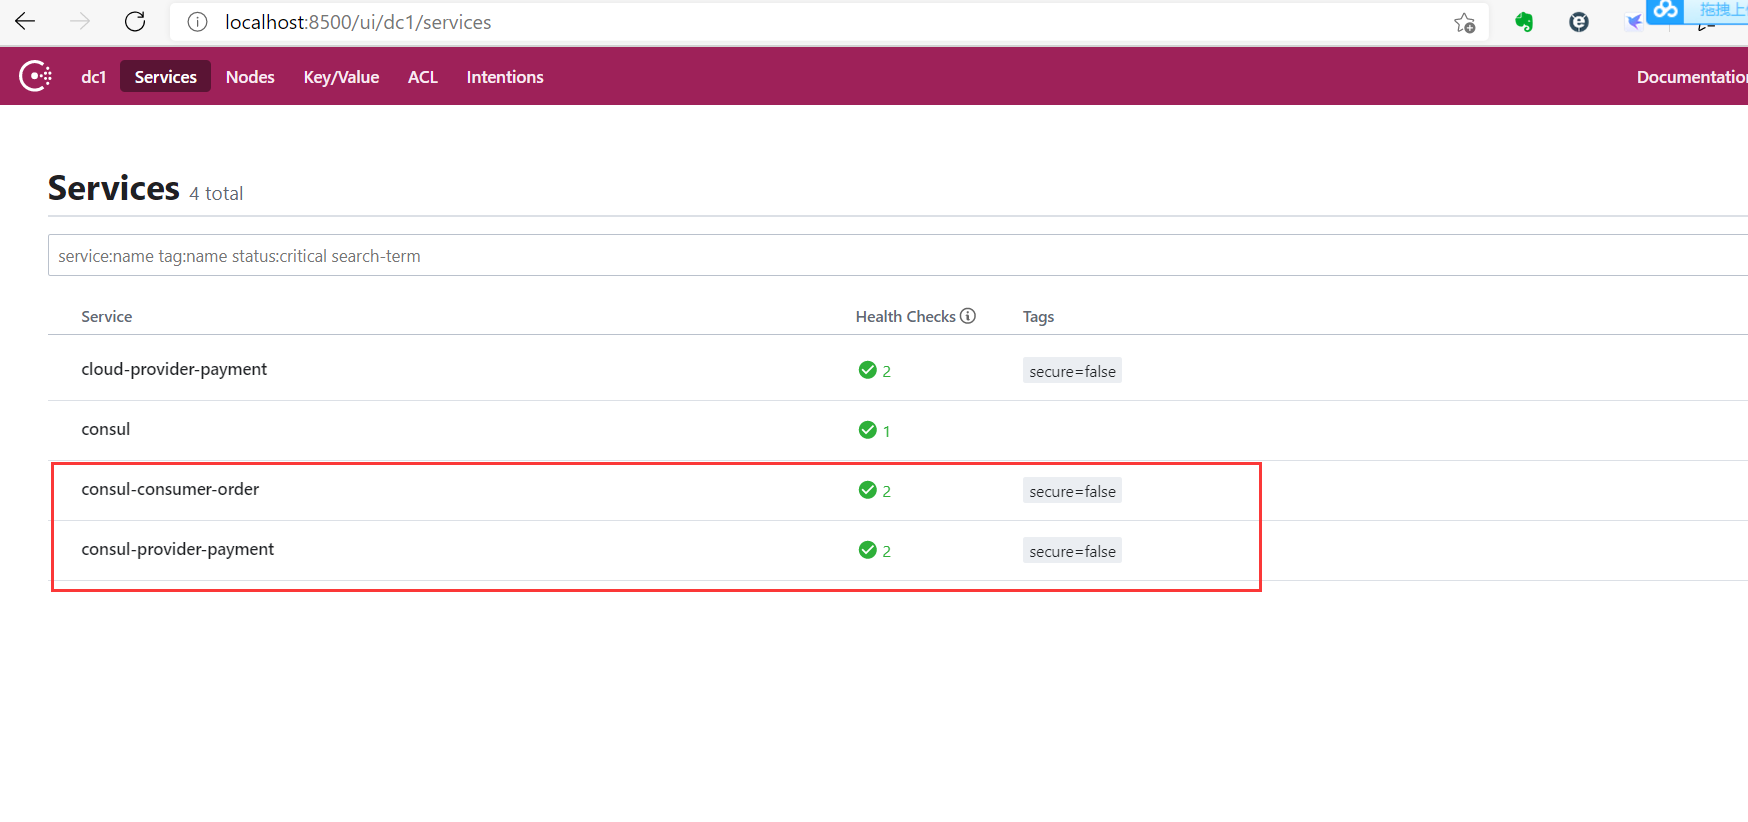 localhost:8500/ui/dc1/services
拖拽上
dc1 Services Nodes Key/Value ACL Intentions Documentation
Services 4 total
service:name tag:name status:critical search-term
Service Health Checks Tags
cloud-provider-payment 2 secure=false
consul 1
consul-consumer-order 2 secure=false
consul-provider-payment 2 secure=false